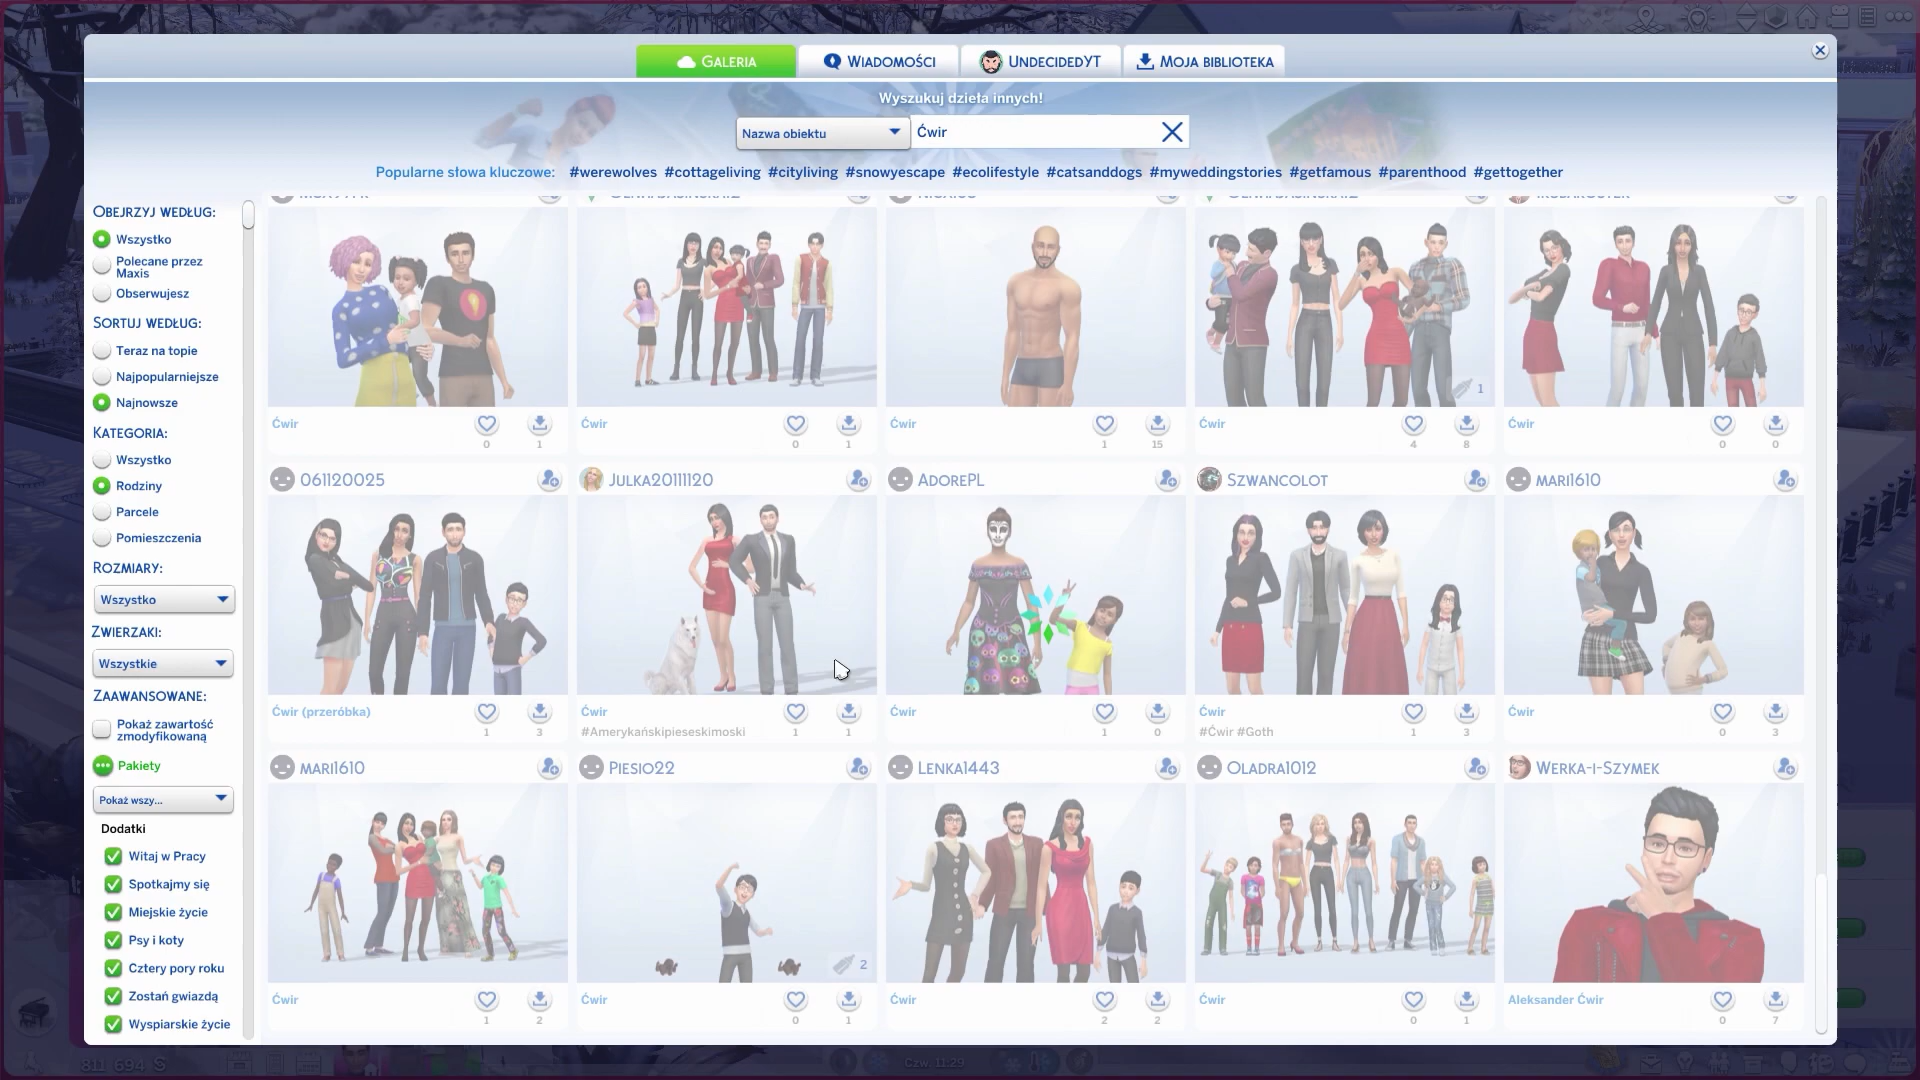 GALERIA
WIADOMOŚCI
UNDECIDEDYT
MOJA BIBLIOTEKA
Wyszukuj dzieła innych!
Nazwa obiektu
Ćwir
Popularne słowa kluczowe: #werewolves #cottageliving #cityliving #snowyescape #ecolifestyle #catsanddogs #myweddingstories #getfamous #parenthood #gettogether
OBEJRZYJ WEDŁUG:
Wszystko
Polecane przez
Maxis
Obserwujesz
SORTUJ WEDŁUG:
Teraz na topie
Najpopularniejsze
Najnowsze
KATEGORIA:
Wszystko
Rodziny
Parcele
Pomieszczenia
ROZMIARY:
Wszystko
ZWIERZAKI:
Wszystkie
ZAAWANSOWANE:
Pokaż zawartość
zmodyfikowaną
Pakiety
Pokaż wszy...
Dodatki
Witaj w Pracy
Spotkajmy się
Miejskie życie
Psy i koty
Cztery pory roku
Zostań gwiazdą
Wyspiarskie życie
1
Ćwir
0 1
Ćwir
0 1
Ćwir
1 15
Ćwir
4 8
Ćwir
0 0
061120025
JULKA20111120
ADOREPL
SZWANCOLOT
MARI1610
Ćwir (przeróbka)
1 3
Ćwir
#Amerykańskipieseskimoski
1 1
Ćwir
1 0
Ćwir
#Ćwir #Goth
1 3
Ćwir
0 3
MARI1610
PIESIO22
LENKA1443
OLADRA1012
WERKA-I-SZYMEK
2
Ćwir
1 2
Ćwir
0 1
Ćwir
2 2
Ćwir
0 1
Aleksander Ćwir
0 7
811 694 §
Czw. 11:29